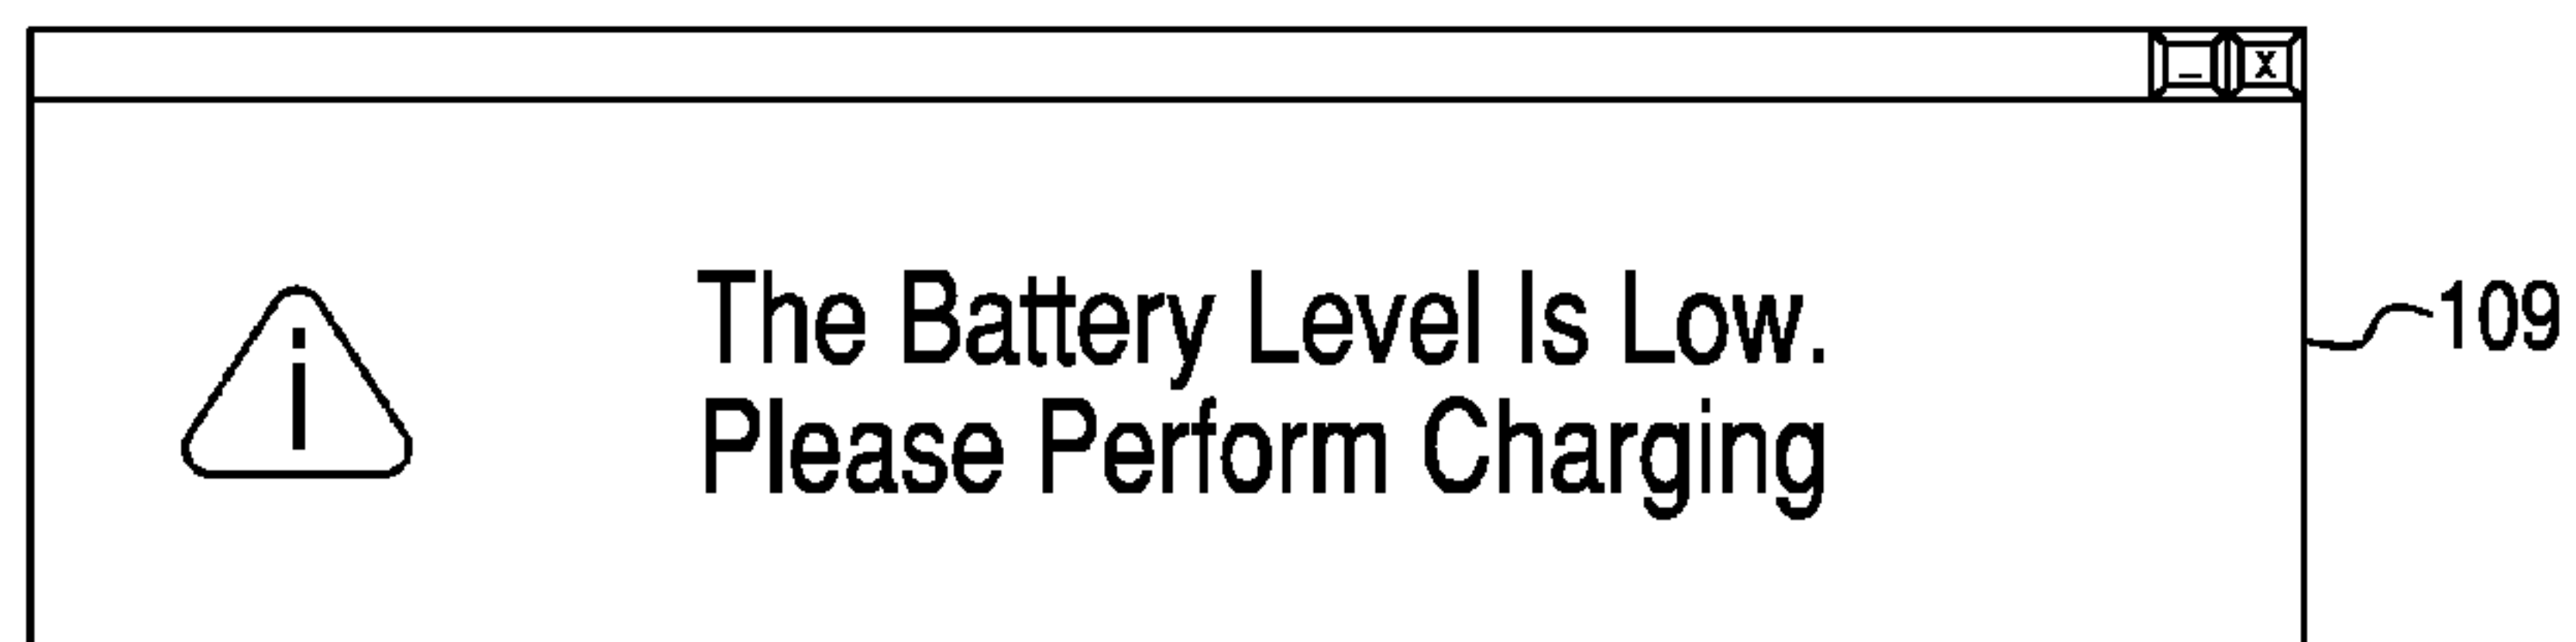 _ X
i
The Battery Level Is Low.
Please Perform Charging
109